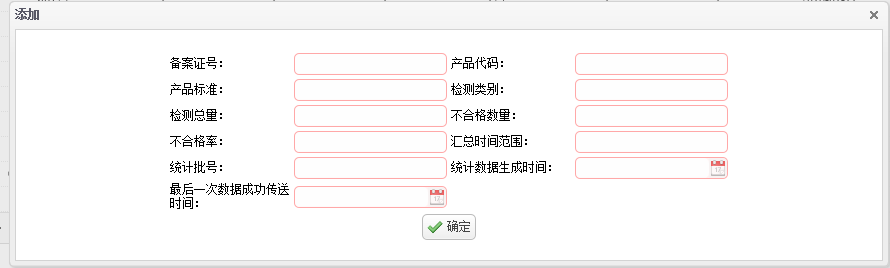 添加
备案证号： 产品代码：
产品标准： 检测类别：
检测总量： 不合格数量：
不合格率： 汇总时间范围：
统计批号： 统计数据生成时间：
最后一次数据成功传送
时间：
确定